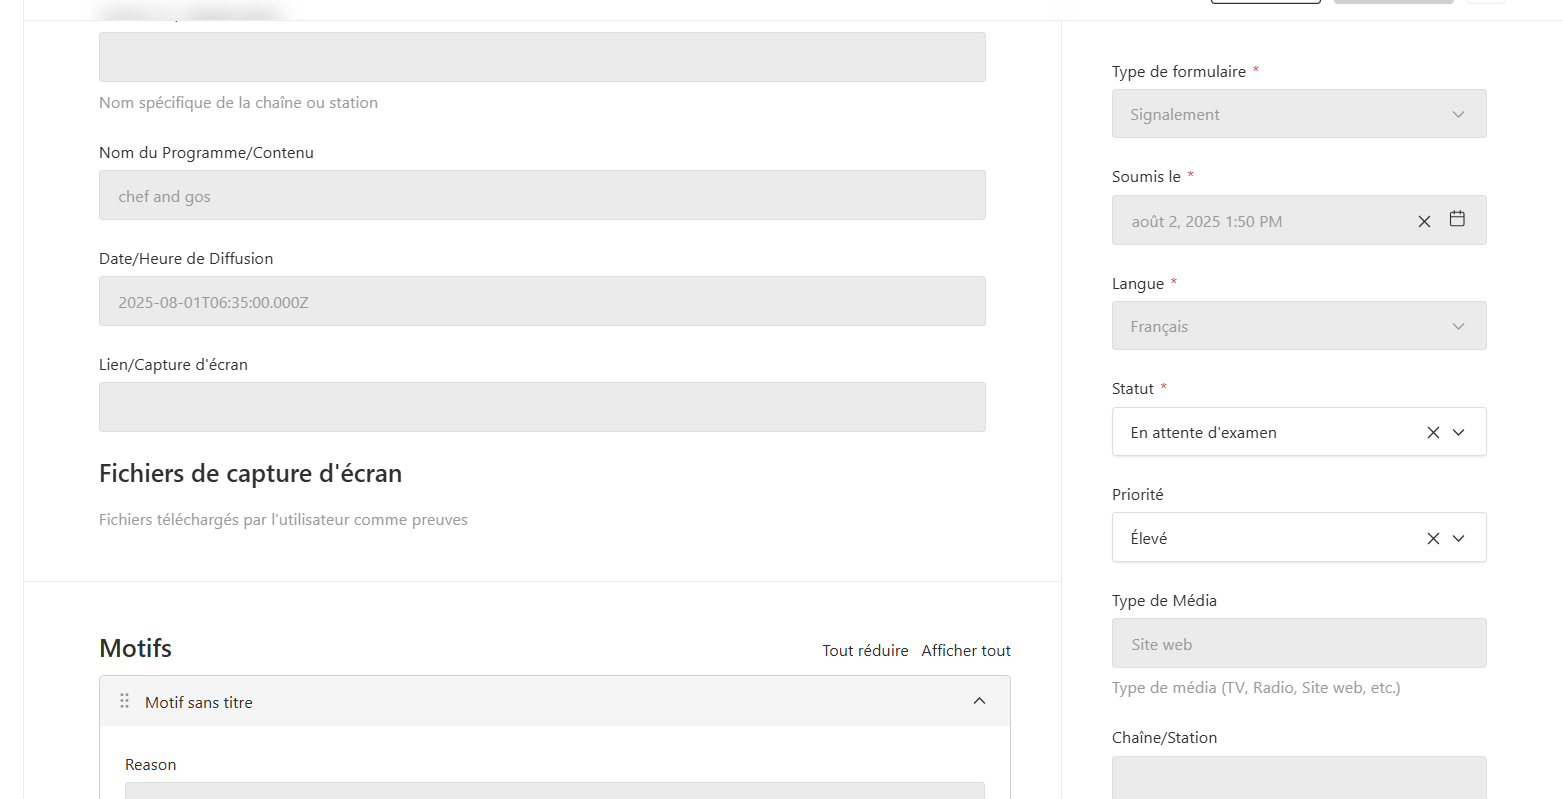 Nom spécifique de la chaîne ou station
Nom du Programme/Contenu
chef and gos
Date/Heure de Diffusion
2025-08-01T06:35:00.000Z
Lien/Capture d'écran
Fichiers de capture d'écran
Fichiers téléchargés par l'utilisateur comme preuves
Motifs
Tout réduire Afficher tout
Motif sans titre
Reason
Type de formulaire *
Signalement
Soumis le *
août 2, 2025 1:50 PM
Langue *
Français
Statut *
En attente d'examen
Priorité
Élevé
Type de Média
Site web
Type de média (TV, Radio, Site web, etc.)
Chaîne/Station